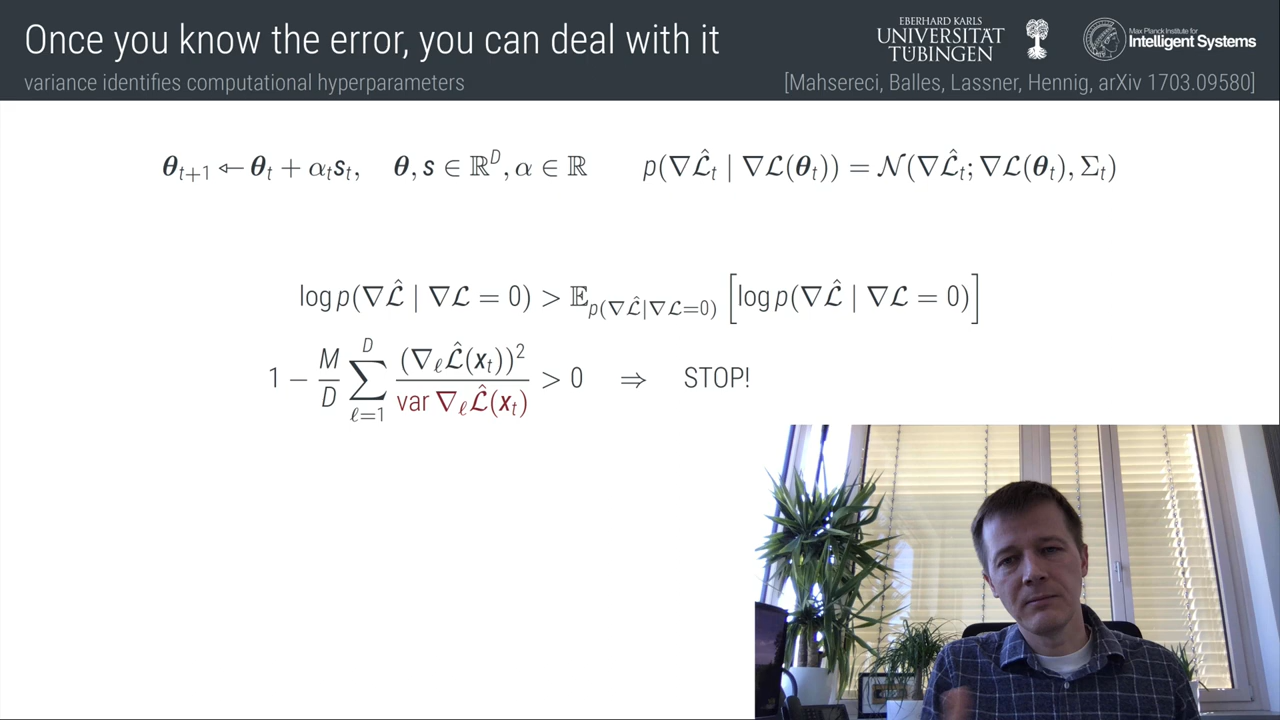 Once you know the error, you can deal with it
variance identifies computational hyperparameters
EBERHARD KARLS
UNIVERSITÄT
TÜBINGEN
Max Planck Institute for
Intelligent Systems
[Mahsereci, Balles, Lassner, Hennig, arXiv 1703.09580]
θ_{t+1} ⊲− θ_t + α_t s_t,   θ, s ∈ ℝ^D, α ∈ ℝ   p(∇ℒ̂_t | ∇ℒ(θ_t)) = 𝒩(∇ℒ̂_t; ∇ℒ(θ_t), Σ_t)
log p(∇ℒ̂ | ∇ℒ = 0) > 𝔼_{p(∇ℒ̂|∇ℒ=0)} [log p(∇ℒ̂ | ∇ℒ = 0)]
1 − M/D ∑_{ℓ=1}^{D} (∇_ℓ ℒ̂(x_t))² / var ∇_ℓ ℒ̂(x_t) > 0 ⇒ STOP!